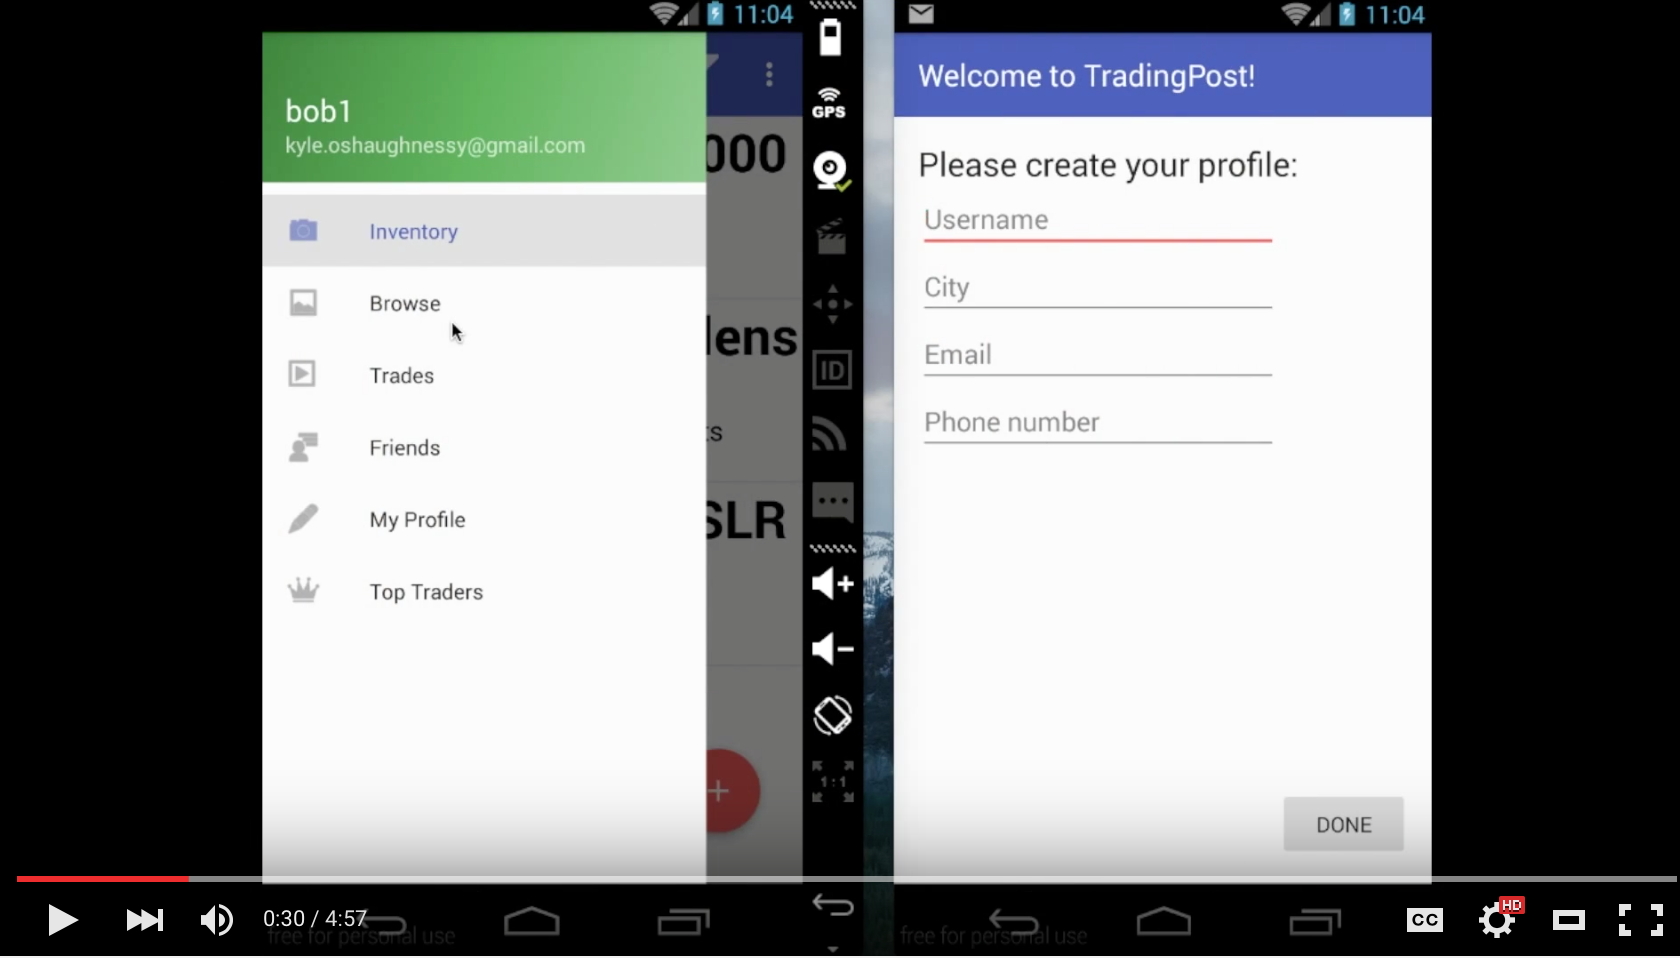 11:04
bob1
kyle.oshaughnessy@gmail.com
000
Inventory
Browse
lens
Trades
ts
Friends
SLR
My Profile
Top Traders
+
GPS
ID
1:1
11:04
Welcome to TradingPost!
Please create your profile:
Username
City
Email
Phone number
DONE
0:30 / 4:57
CC
HD
free for personal use
free for personal use